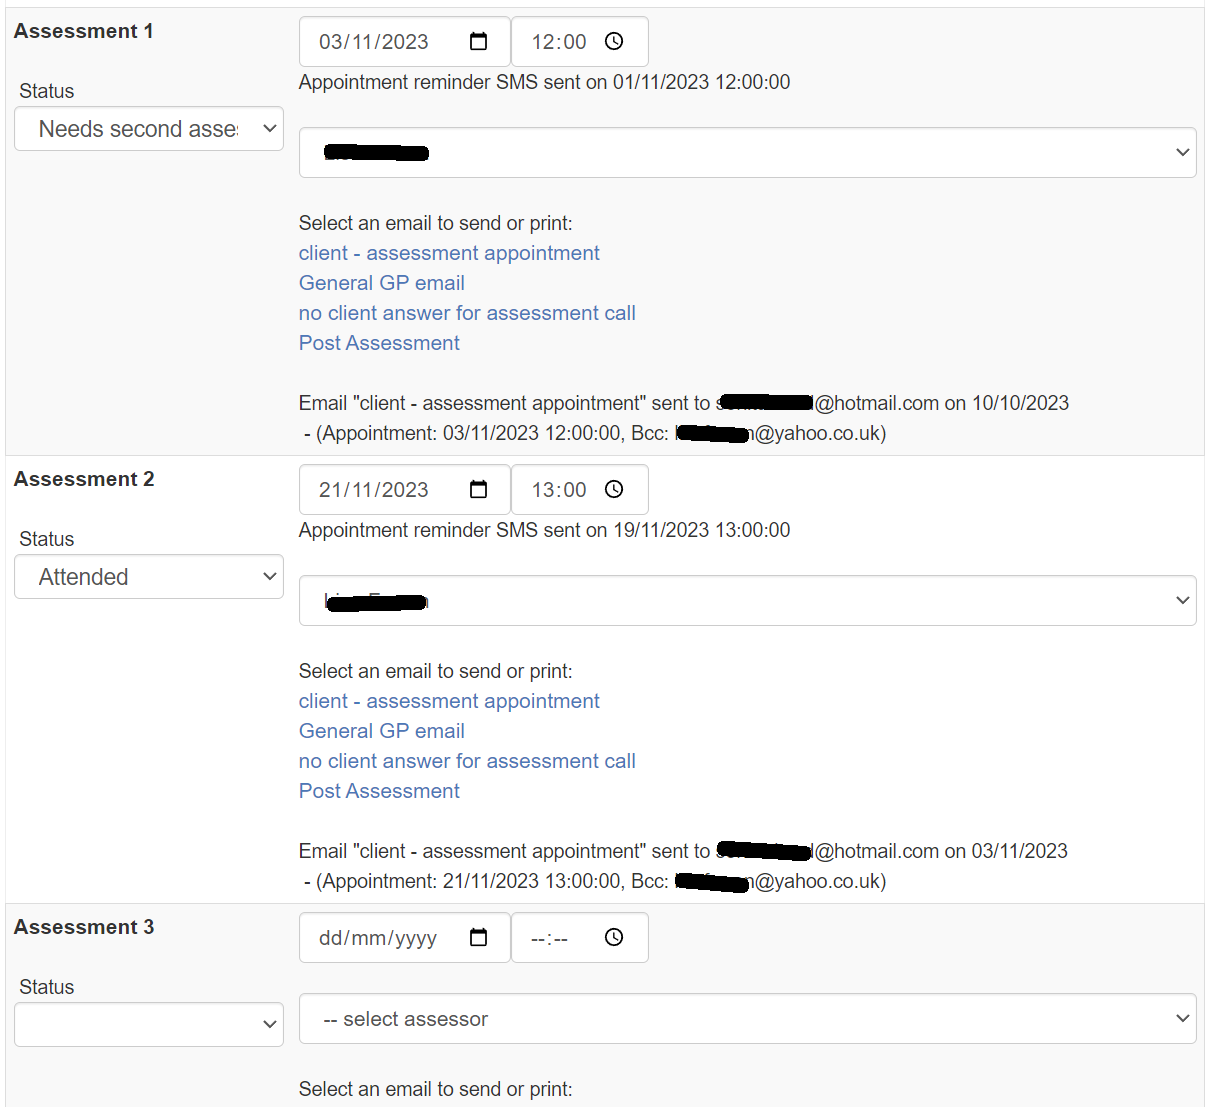 Assessment 1
03/11/2023 12:00
Appointment reminder SMS sent on 01/11/2023 12:00:00
Status
Needs second asse
Select an email to send or print:
client - assessment appointment
General GP email
no client answer for assessment call
Post Assessment
Email "client - assessment appointment" sent to @hotmail.com on 10/10/2023
- (Appointment: 03/11/2023 12:00:00, Bcc: @yahoo.co.uk)
Assessment 2
21/11/2023 13:00
Appointment reminder SMS sent on 19/11/2023 13:00:00
Status
Attended
Select an email to send or print:
client - assessment appointment
General GP email
no client answer for assessment call
Post Assessment
Email "client - assessment appointment" sent to @hotmail.com on 03/11/2023
- (Appointment: 21/11/2023 13:00:00, Bcc: @yahoo.co.uk)
Assessment 3
dd/mm/yyyy --:--
Status
-- select assessor
Select an email to send or print: